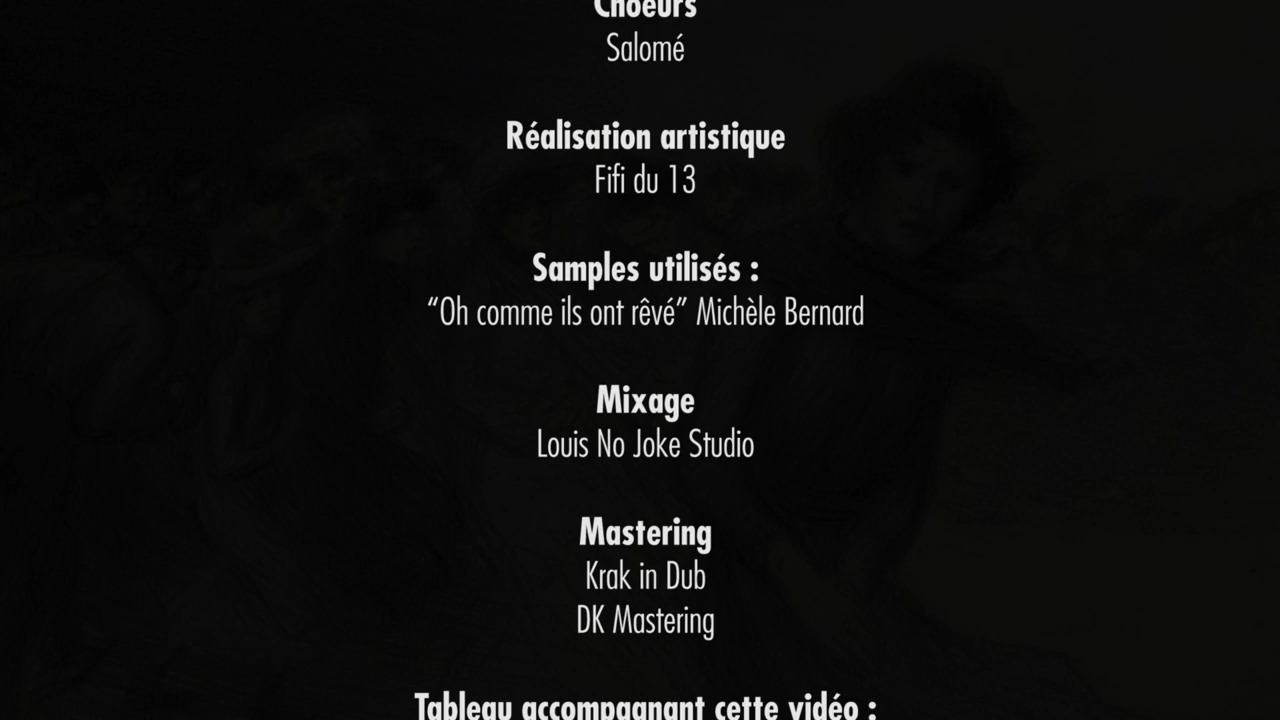 Choeurs
Salomé
Réalisation artistique
Fifi du 13
Samples utilisés :
“Oh comme ils ont rêvé” Michèle Bernard
Mixage
Louis No Joke Studio
Mastering
Krak in Dub
DK Mastering
Tableau accompagnant cette vidéo :